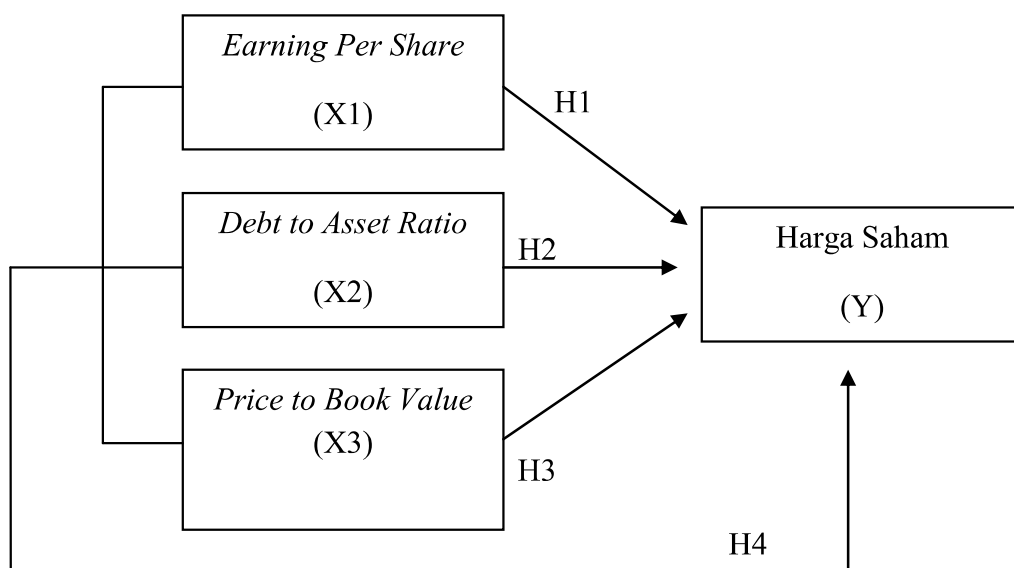 Earning Per Share
(X1)
H1
Debt to Asset Ratio
(X2)
H2
Harga Saham
(Y)
Price to Book Value
(X3)
H3
H4